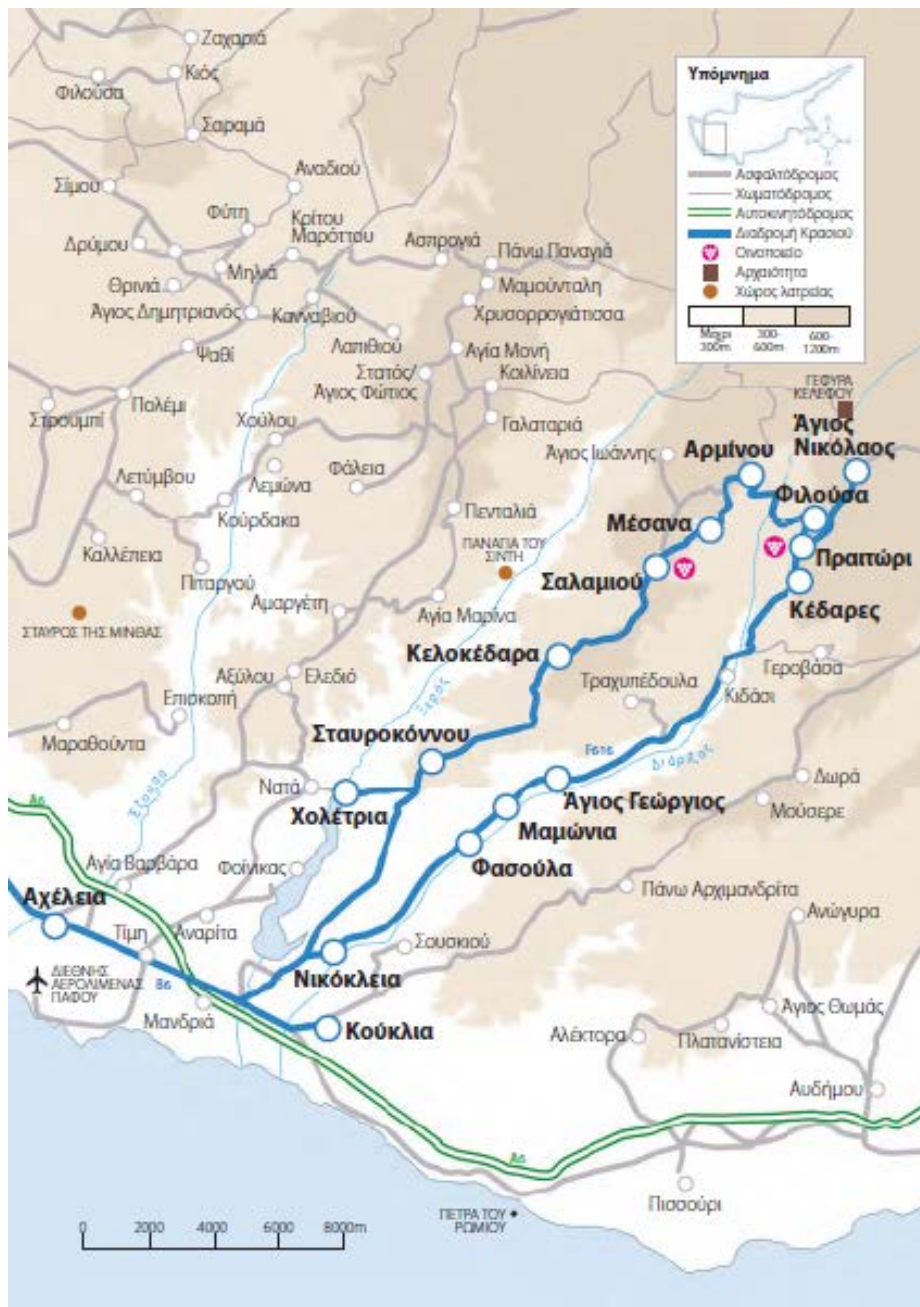 Ζαχαριά
Κιός
Φιλούσα
Σαραμά
Αναδιού
Σίμου
Φύτη
Κρίτου
Μαρόττου
Δρύμου
Μηλιά
Θρινιά
Άγιος Δημητριανός
Κανναβιού
Ασπρογιά
Πάνω Παναγιά
Μαμούνταλη
Χρυσορρογιάτισσα
Λαπιθιού
Ψαθί
Αγία Μονή
Στατός/
Άγιος Φώτιος
Κοιλίνεια
Στρουμπί
Πολέμι
Χούλου
Γαλαταριά
Λετύμβου
Λεμώνα
Φάλεια
Κούρδακα
Πενταλιά
Καλλέπεια
Πιταργού
ΠΑΝΑΓΙΑ ΤΟΥ
ΣΙΝΤΗ
Αμαργέτη
Αγία Μαρίνα
ΣΤΑΥΡΟΣ ΤΗΣ ΜΙΝΘΑΣ
Υπόμνημα
Ασφαλτόδρομος
Χωματόδρομος
Αυτοκινητόδρομος
Διαδρομή Κρασιού
Οινοποιείο
Αρχαιότητα
Χώρος λατρείας
Μέχρι
300m
300-
600m
600-
1200m
ΓΕΦΥΡΑ
ΚΕΛΕΦΟΥ
Άγιος
Νικόλαος
Άγιος Ιωάννης
Αρμίνου
Φιλούσα
Μέσανα
Πραιτώρι
Σαλαμιού
Κέδαρες
Κελοκέδαρα
Γεροβάσα
Τραχυπέδουλα
Κιδάσι
Αξύλου
Ελεδιό
Επισκοπή
Μαραθούντα
Ξερός
Σταυροκόννου
F616
Διάριζος
Έζουσα
Νατά
Χολέτρια
Άγιος Γεώργιος
Δωρά
Μούσερε
Μαμώνια
A6
Αγία Βαρβάρα
Φοίνικας
Φασούλα
Πάνω Αρχιμανδρίτα
Αχέλεια
Τίμη
Αναρίτα
Σουσκιού
Ανώγυρα
ΔΙΕΘΝΗΣ
ΑΕΡΟΛΙΜΕΝΑΣ
ΠΑΦΟΥ
B6
Νικόκλεια
Μανδριά
Κούκλια
Αλέκτορα
Πλατανίστεια
Άγιος Θωμάς
Αυδήμου
A6
Πισσούρι
ΠΕΤΡΑ ΤΟΥ
ΡΩΜΙΟΥ
0 2000 4000 6000 8000m